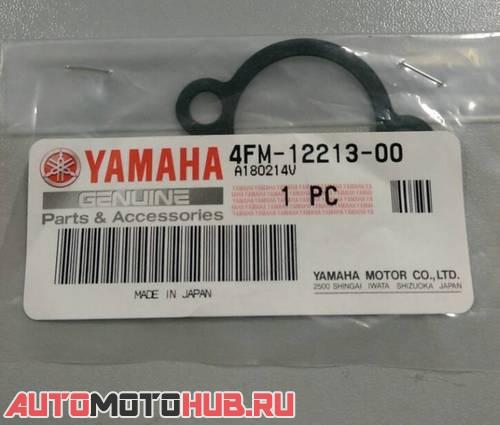 YAMAHA 4FM-12213-00
A180214V
GENUINE
Parts & Accessories
1 PC
MADE IN JAPAN
YAMAHA MOTOR CO.,LTD.
2500 SHINGAI IWATA SHIZUOKA JAPAN
AUTOMOTOHUB.RU